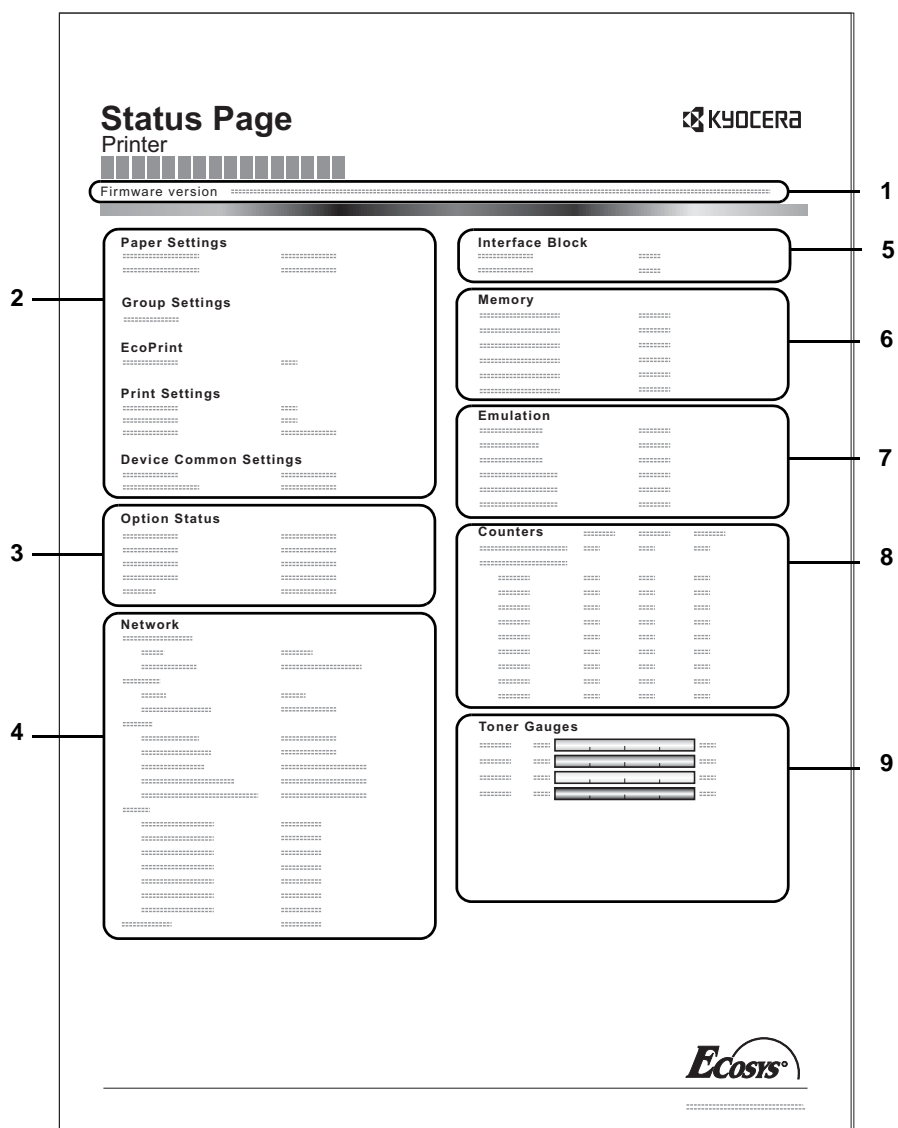 Status Page
KYOCERA
Printer
Firmware version
1
2
Paper Settings
Group Settings
EcoPrint
Print Settings
Device Common Settings
3
Option Status
4
Network
Interface Block
5
Memory
6
Emulation
7
Counters
8
Toner Gauges
9
ECOSYS